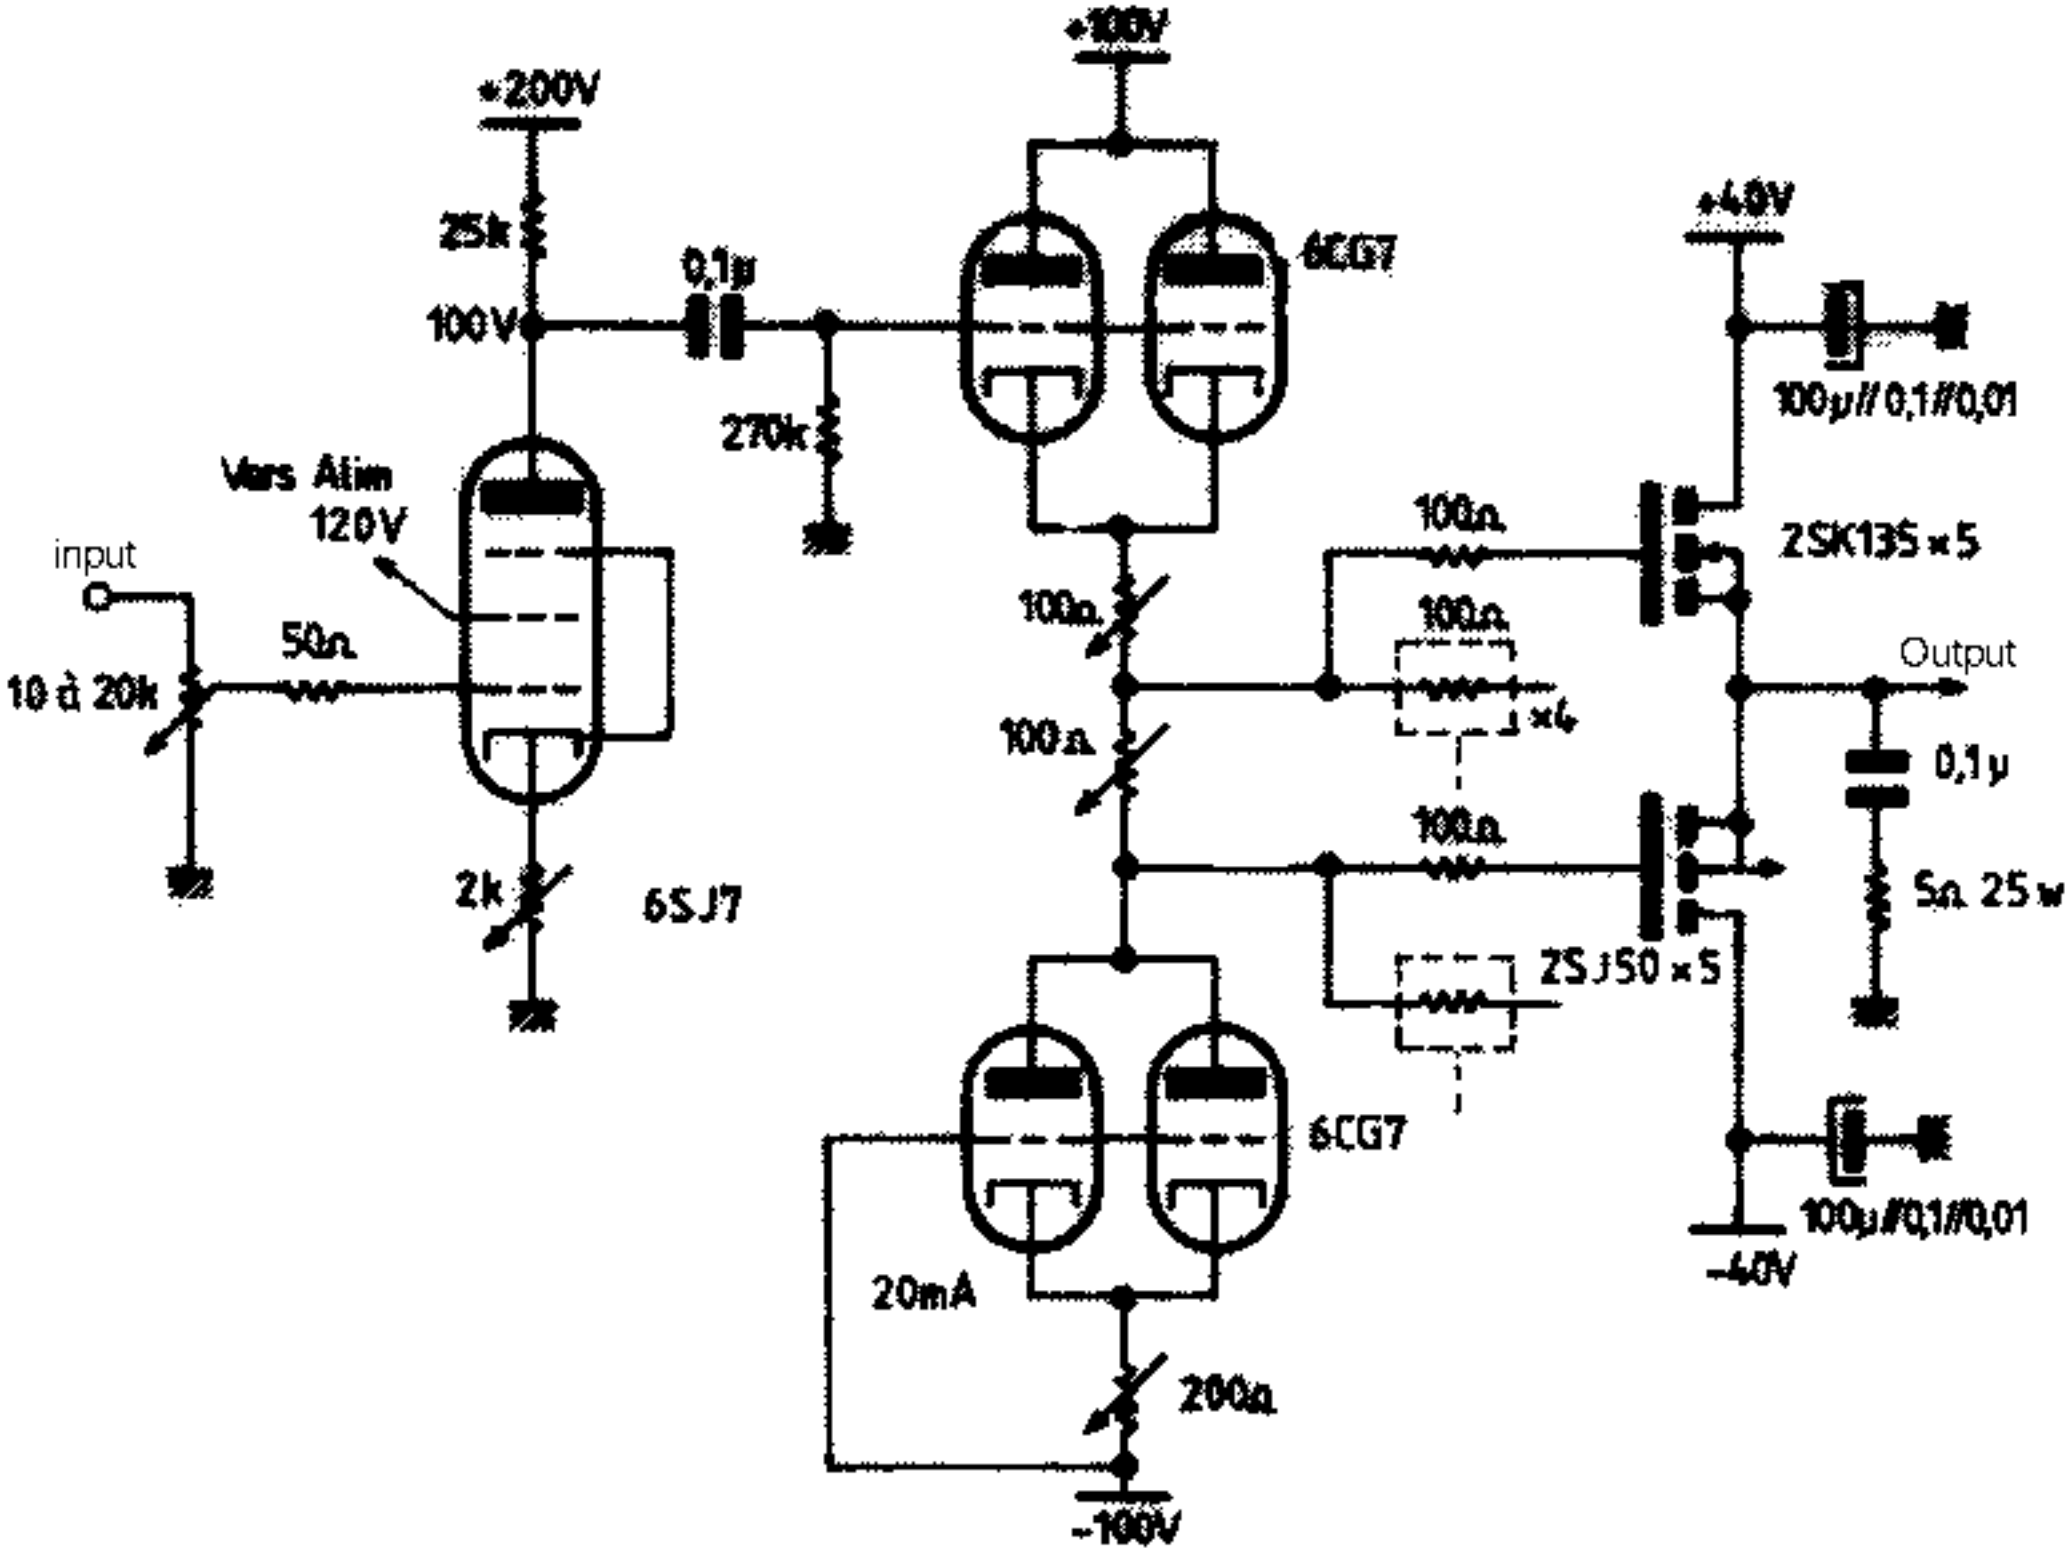 +100V
+200V
+40V
25k
0,1µ
6CG7
100V
100µ//0,1//0,01
270k
Vers Alim
120V
100Ω
2SK135×5
input
100Ω
100Ω
50Ω
Output
10 à 20k
×4
100Ω
0,1µ
100Ω
2k
6SJ7
5Ω 25w
2SJ50×5
6CG7
100µ//0,1//0,01
-40V
20mA
200Ω
-100V